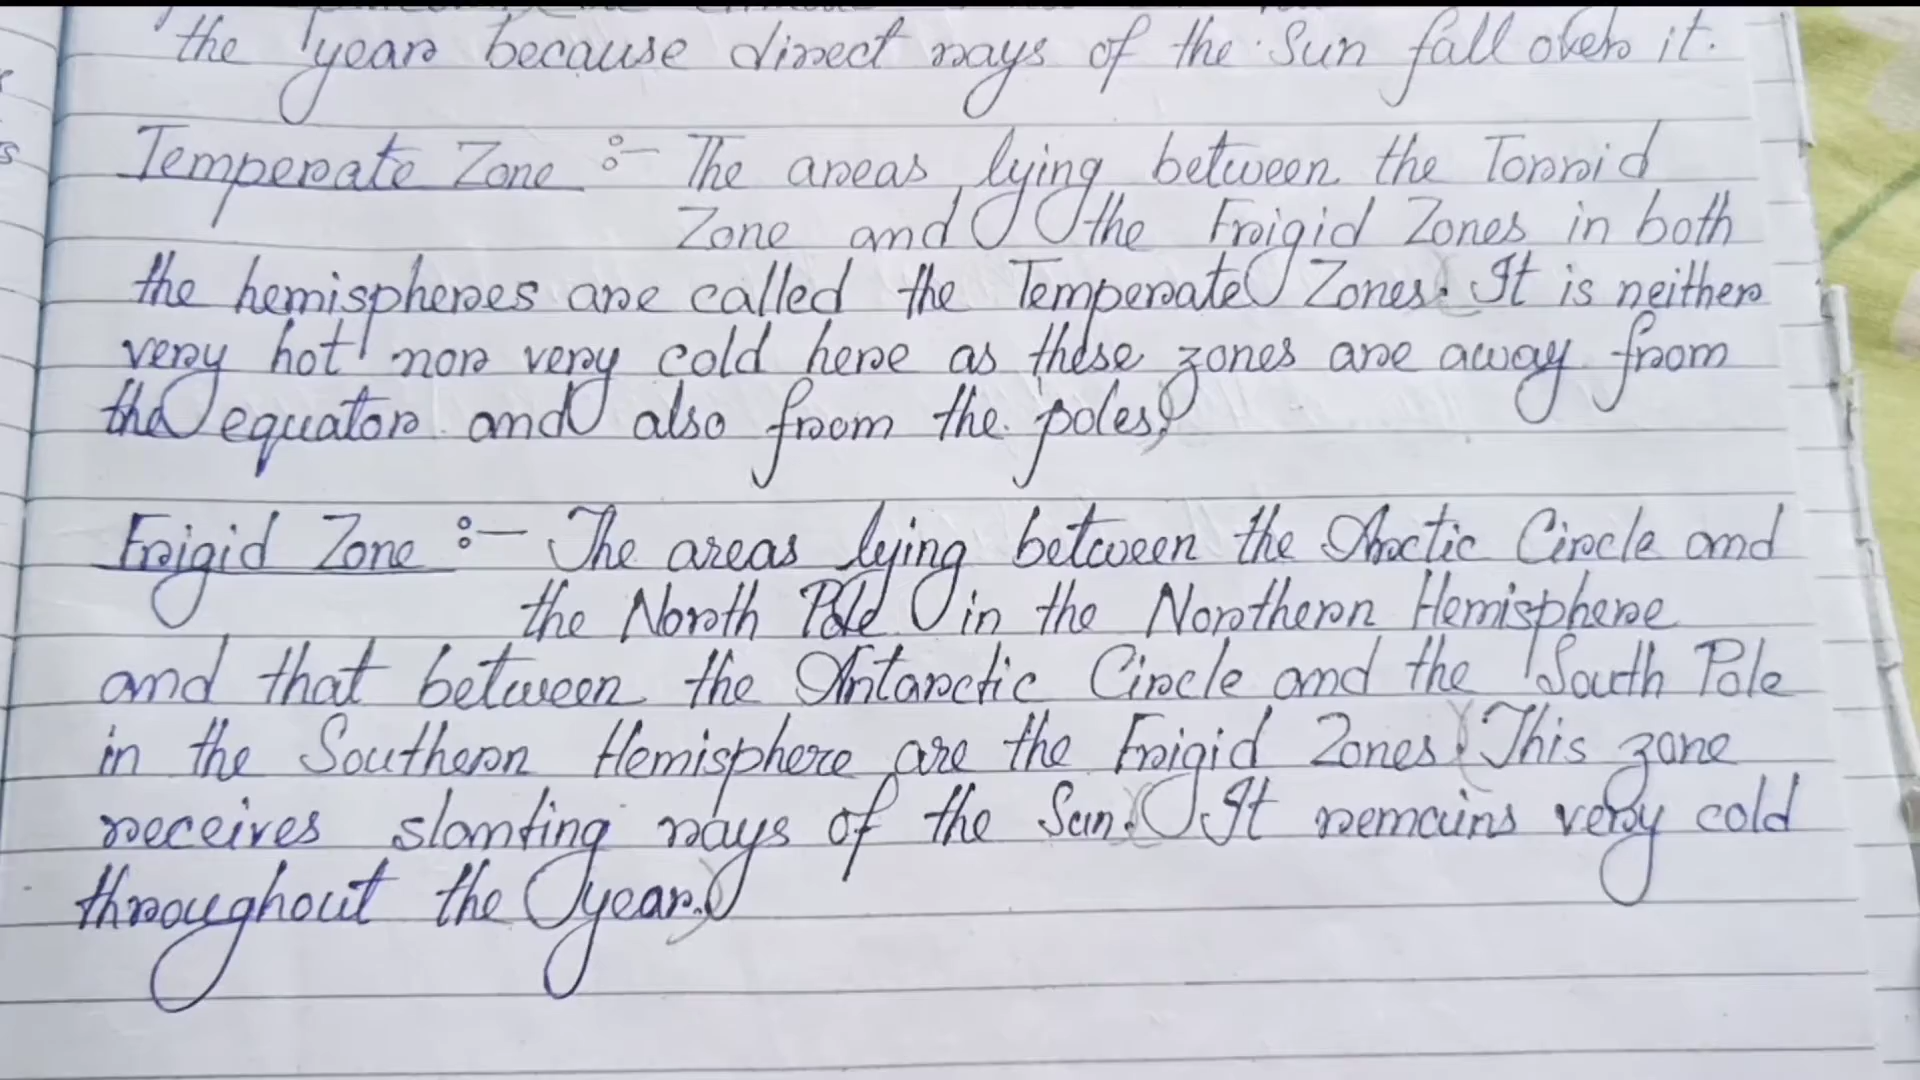 the year because direct rays of the Sun fall over it.
Temperate Zone :- The areas lying between the Torrid
Zone and the Frigid Zones in both
the hemispheres are called the Temperate Zones. It is neither
very hot nor very cold here as these zones are away from
the equator and also from the poles.
Frigid Zone :- The areas lying between the Arctic Circle and
the North Pole in the Northern Hemisphere
and that between the Antarctic Circle and the South Pole
in the Southern Hemisphere are the Frigid Zones. This zone
receives slanting rays of the Sun. It remains very cold
throughout the year.